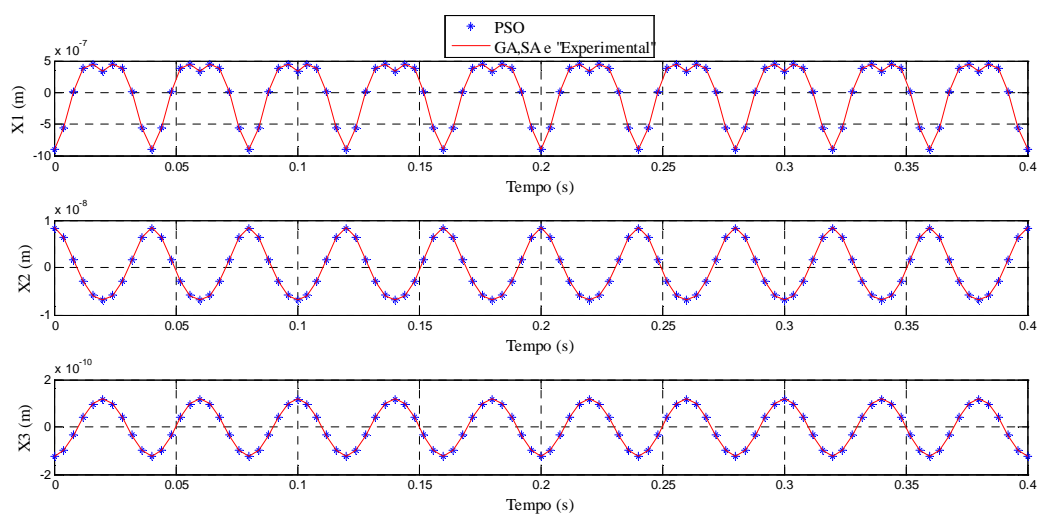 PSO
GA,SA e "Experimental"
x 10-7
5
0
-5
-10
X1 (m)
0 0.05 0.1 0.15 0.2 0.25 0.3 0.35 0.4
Tempo (s)
x 10-8
1
0
-1
X2 (m)
0 0.05 0.1 0.15 0.2 0.25 0.3 0.35 0.4
Tempo (s)
x 10-10
2
0
-2
X3 (m)
0 0.05 0.1 0.15 0.2 0.25 0.3 0.35 0.4
Tempo (s)